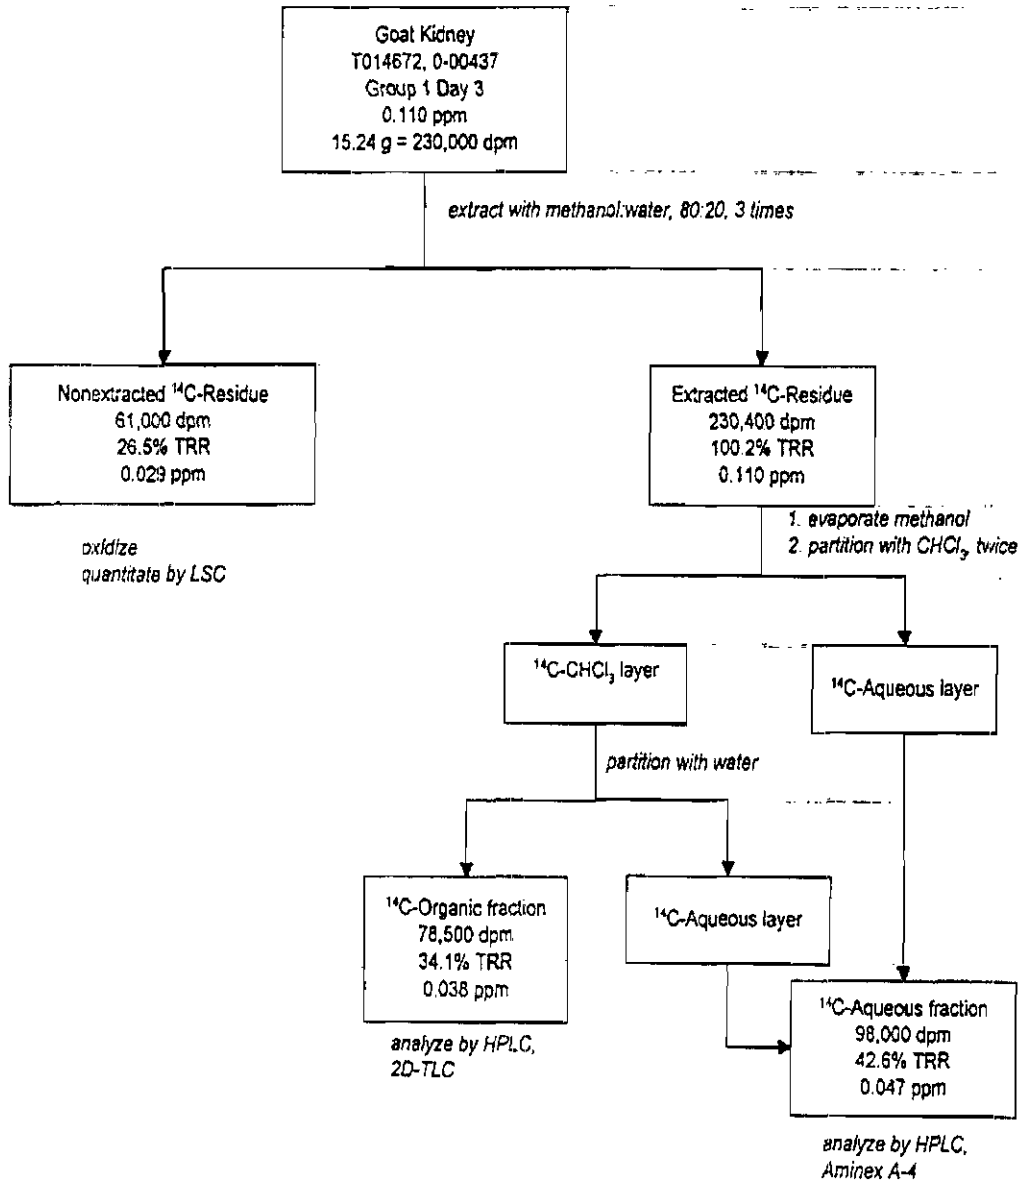 Goat Kidney
T014672, 0-00437
Group 1 Day 3
0.110 ppm
15.24 g = 230,000 dpm
extract with methanol:water, 80:20, 3 times
Nonextracted ¹⁴C-Residue
61,000 dpm
26.5% TRR
0.029 ppm
oxidize
quantitate by LSC
Extracted ¹⁴C-Residue
230,400 dpm
100.2% TRR
0.110 ppm
1. evaporate methanol
2. partition with CHCl₃, twice
¹⁴C-CHCl₃ layer
¹⁴C-Aqueous layer
partition with water
¹⁴C-Organic fraction
78,500 dpm
34.1% TRR
0.038 ppm
analyze by HPLC,
2D-TLC
¹⁴C-Aqueous layer
¹⁴C-Aqueous fraction
98,000 dpm
42.6% TRR
0.047 ppm
analyze by HPLC,
Aminex A-4